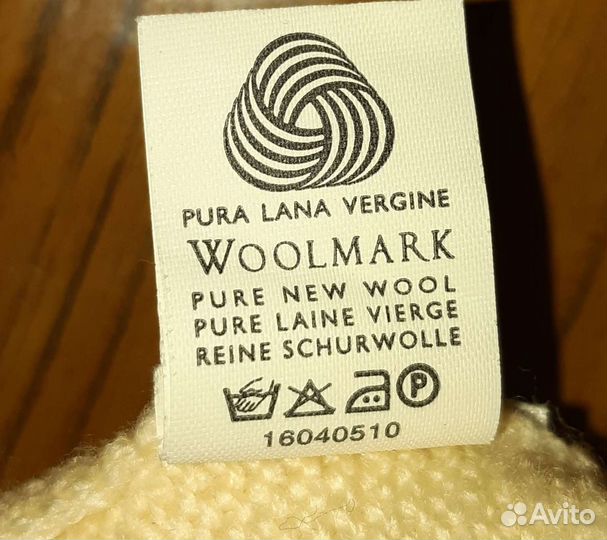 PURA LANA VERGINE
WOOLMARK
PURE NEW WOOL
PURE LAINE VIERGE
REINE SCHURWOLLE
P
16040510
Avito